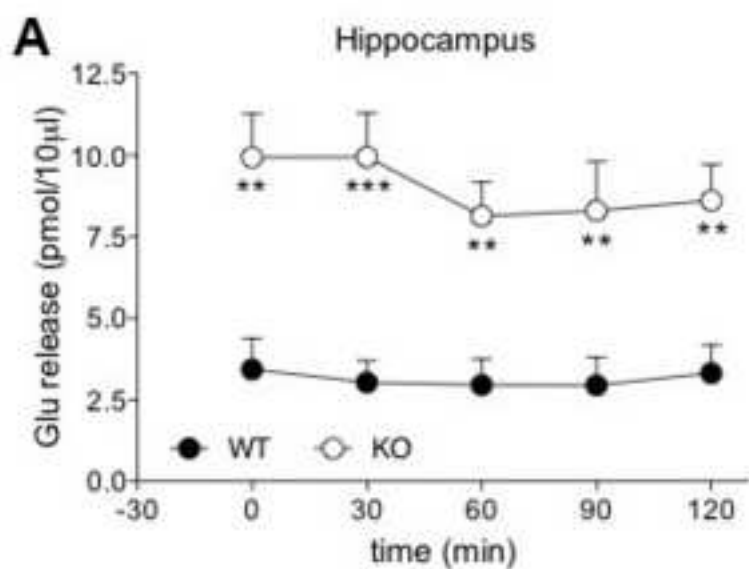 A
Hippocampus
Glu release (pmol/10µl)
12.5
10.0
7.5
5.0
2.5
0.0
** *** ** ** **
WT KO
-30 0 30 60 90 120
time (min)